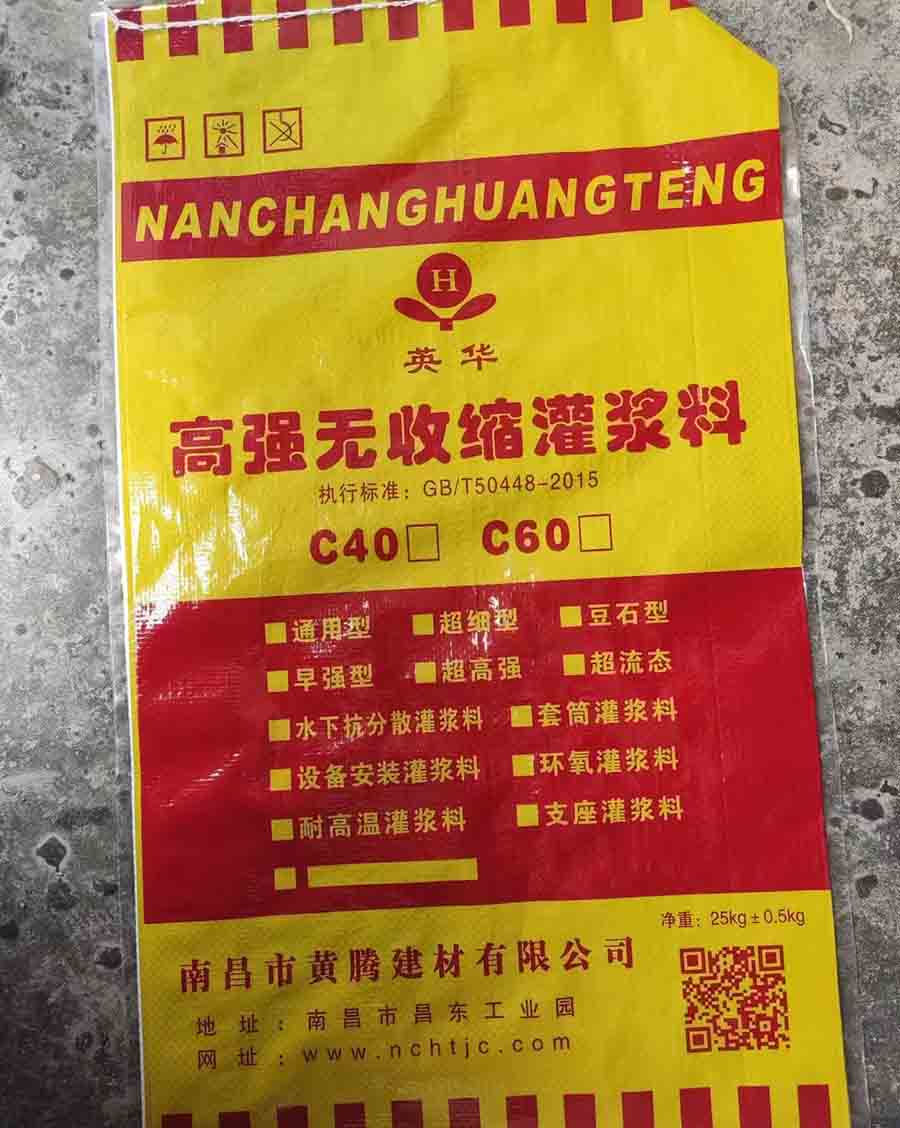 NANCHANGHUANGTENG
H
英华
高强无收缩灌浆料
执行标准：GB/T50448-2015
C40□ C60□
通用型 超细型 豆石型
早强型 超高强 超流态
水下抗分散灌浆料 套筒灌浆料
设备安装灌浆料 环氧灌浆料
耐高温灌浆料 支座灌浆料
净重：25kg±0.5kg
南昌市黄腾建材有限公司
地址：南昌市昌东工业园
网址：www.nchtjc.com